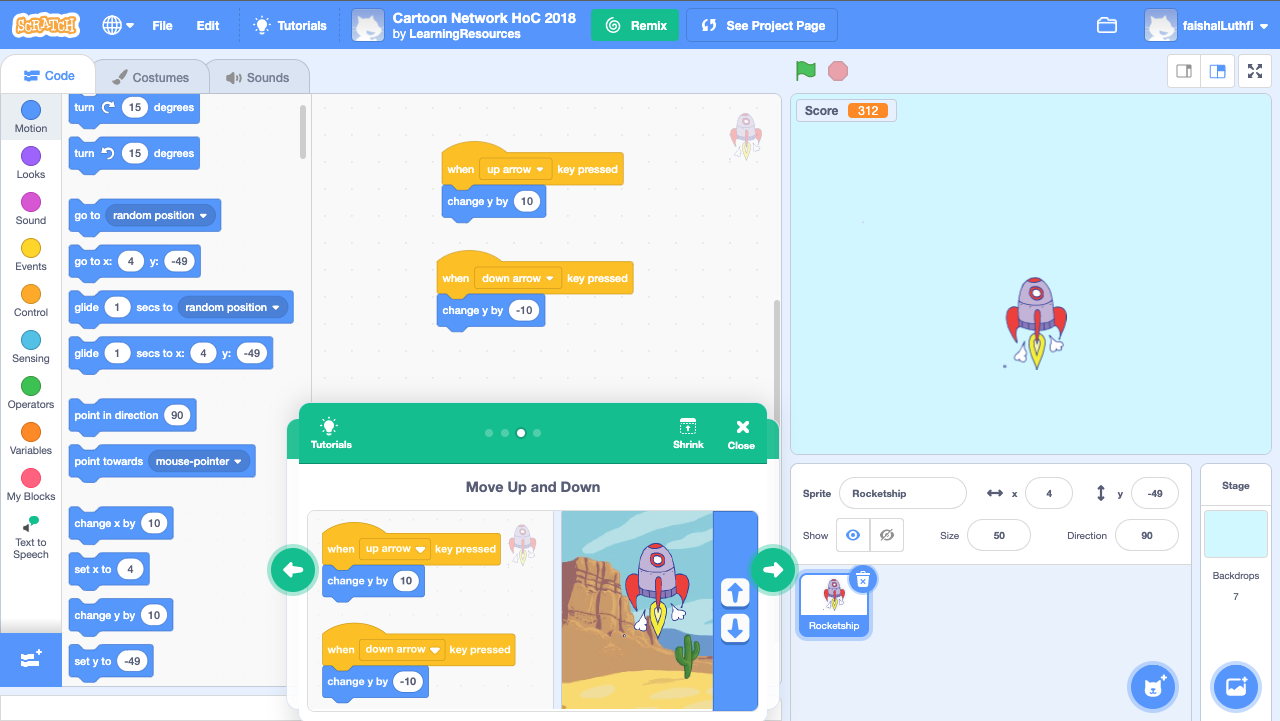 SCRATCH
File
Edit
Tutorials
Cartoon Network HoC 2018
by LearningResources
Remix
See Project Page
faishalLuthfi
Code
Costumes
Sounds
Motion
Looks
Sound
Events
Control
Sensing
Operators
Variables
My Blocks
Text to
Speech
turn 15 degrees
turn 15 degrees
go to random position
go to x: 4 y: -49
glide 1 secs to random position
glide 1 secs to x: 4 y: -49
point in direction 90
point towards mouse-pointer
change x by 10
set x to 4
change y by 10
set y to -49
when up arrow key pressed
change y by 10
when down arrow key pressed
change y by -10
Tutorials
Shrink
Close
Move Up and Down
when up arrow key pressed
change y by 10
when down arrow key pressed
change y by -10
Score 312
Sprite Rocketship x 4 y -49
Show Size 50 Direction 90
Rocketship
Stage
Backdrops
7